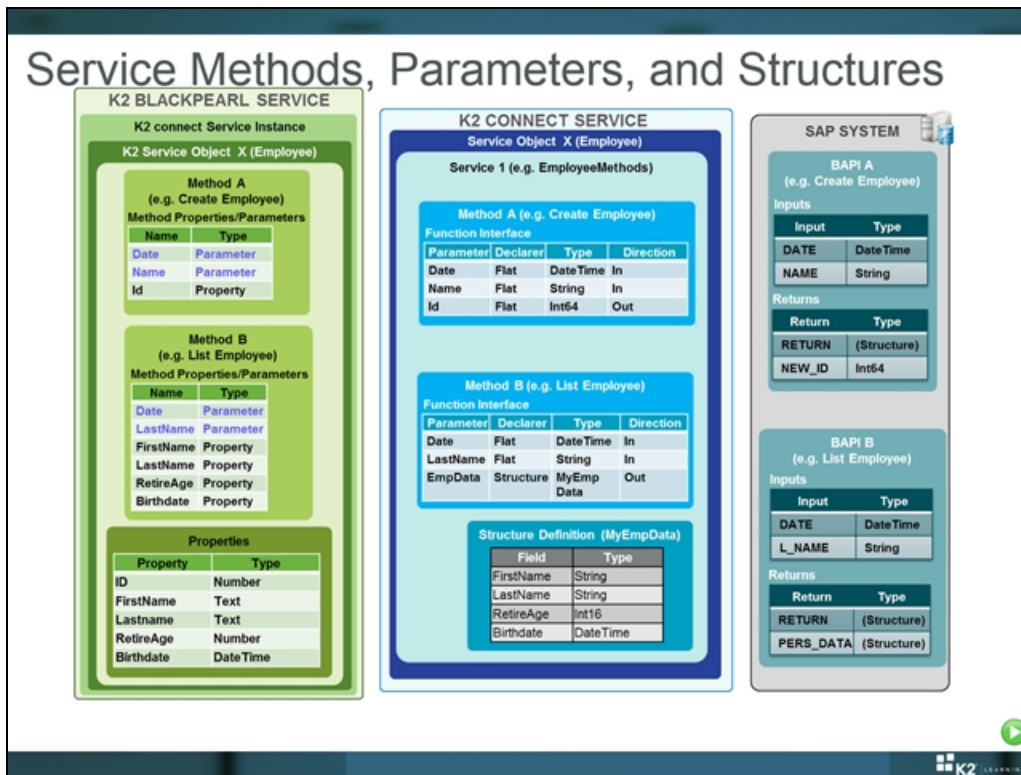 Service Methods, Parameters, and Structures
K2 BLACKPEARL SERVICE
K2 connect Service Instance
K2 Service Object X (Employee)
Method A
(e.g. Create Employee)
Method Properties/Parameters
Name Type
Date Parameter
Name Parameter
Id Property
Method B
(e.g. List Employee)
Method Properties/Parameters
Name Type
Date Parameter
LastName Parameter
FirstName Property
LastName Property
RetireAge Property
Birthdate Property
Properties
Property Type
ID Number
FirstName Text
Lastname Text
RetireAge Number
Birthdate DateTime
K2 CONNECT SERVICE
Service Object X (Employee)
Service 1 (e.g. EmployeeMethods)
Method A (e.g. Create Employee)
Function Interface
Parameter Declarer Type Direction
Date Flat DateTime In
Name Flat String In
Id Flat Int64 Out
Method B (e.g. List Employee)
Function Interface
Parameter Declarer Type Direction
Date Flat DateTime In
LastName Flat String In
EmpData Structure MyEmp Out
Data
Structure Definition (MyEmpData)
Field Type
FirstName String
LastName String
RetireAge Int16
Birthdate DateTime
SAP SYSTEM
BAPI A
(e.g. Create Employee)
Inputs
Input Type
DATE DateTime
NAME String
Returns
Return Type
RETURN (Structure)
NEW_ID Int64
BAPI B
(e.g. List Employee)
Inputs
Input Type
DATE DateTime
L_NAME String
Returns
Return Type
RETURN (Structure)
PERS_DATA (Structure)
K2 LEARNING